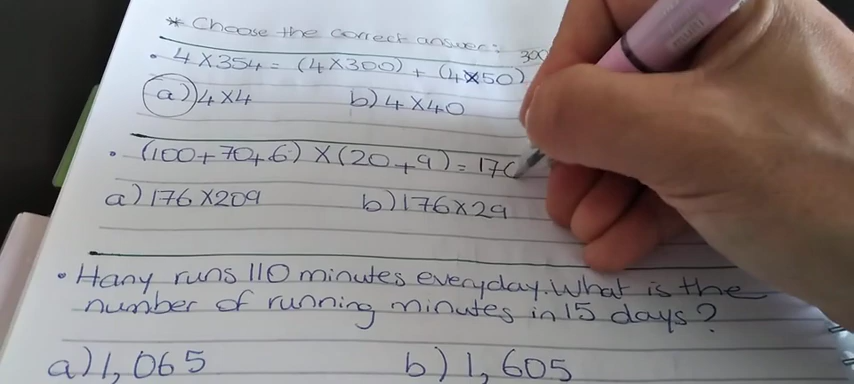 * Choose the correct answer:
300
• 4×354 = (4×300) + (4×50)
a) 4×4 b) 4×40
• (100+70+6) × (20+9) = 176
a) 176×209 b) 176×29
• Hany runs 110 minutes everyday. What is the
number of running minutes in 15 days?
a) 1,065 b) 1,605